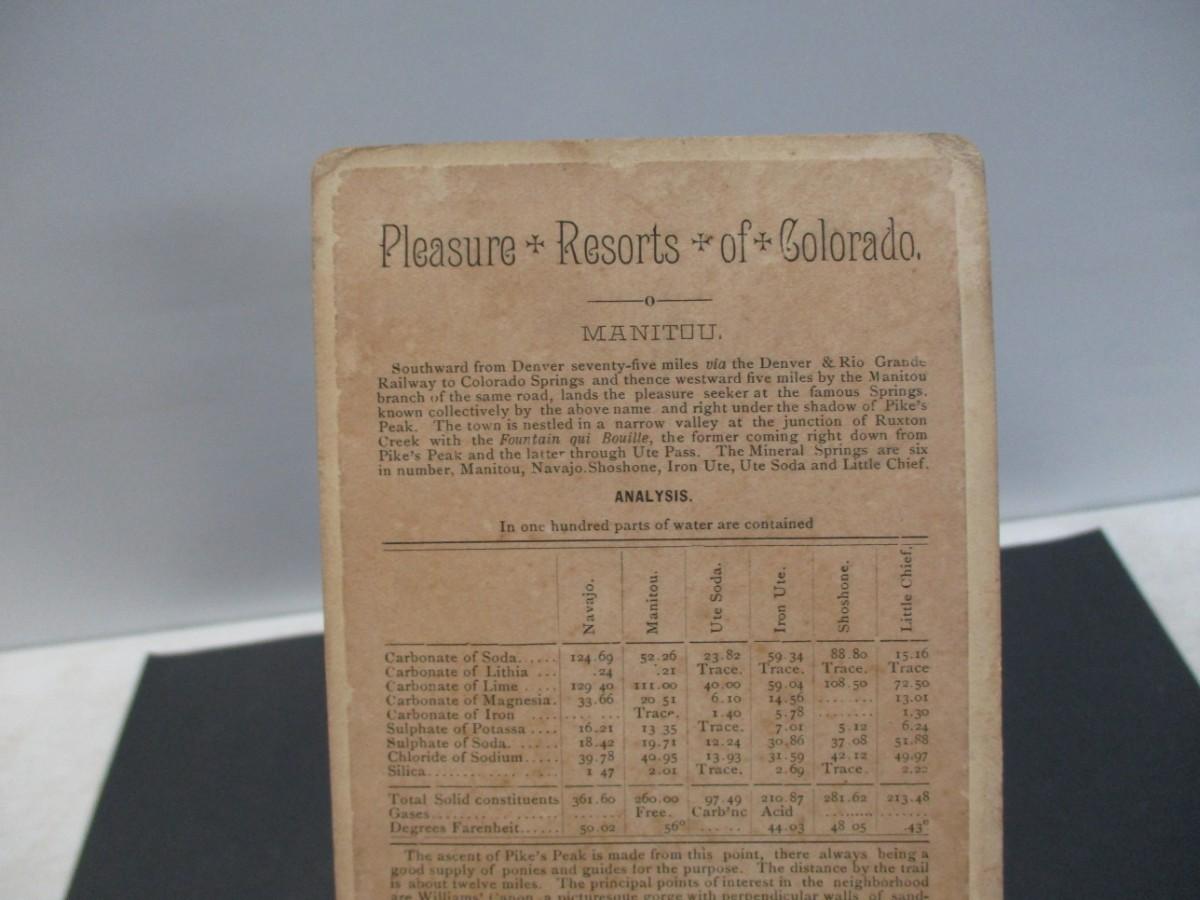 Pleasure ✠ Resorts ✠ of ✠ Colorado.
o
MANITOU.
Southward from Denver seventy-five miles via the Denver & Rio Grande
Railway to Colorado Springs and thence westward five miles by the Manitou
branch of the same road, lands the pleasure seeker at the famous Springs.
known collectively by the above name and right under the shadow of Pike's
Peak. The town is nestled in a narrow valley at the junction of Ruxton
Creek with the Fountain qui Bouille, the former coming right down from
Pike's Peak and the latter through Ute Pass. The Mineral Springs are six
in number, Manitou, Navajo.Shoshone, Iron Ute, Ute Soda and Little Chief.
ANALYSIS.
In one hundred parts of water are contained
Navajo. Manitou. Ute Soda. Iron Ute. Shoshone. Little Chief.
Carbonate of Soda...... 124.69 52.26 23.82 59.34 88.80 15.16
Carbonate of Lithia ... .24 .21 Trace. Trace. Trace. Trace
Carbonate of Lime . ... 129 40 111.00 40.00 59.04 108.50 72.50
Carbonate of Magnesia. 33.66 20 51 6.10 14.56 ........ 13.01
Carbonate of Iron .... ....... Trace. 1.40 5.78 ........ 1.30
Sulphate of Potassa .... 16.21 13 35 Trace. 7.01 5.12 6.24
Sulphate of Soda. ...... 18.42 19.71 12.24 30,86 37 08 51.88
Chloride of Sodium..... 39.78 40.95 13.93 31.59 42.12 49.97
Silica.................. 1 47 2.01 Trace. 2.69 Trace. 2.22
Total Solid constituents 361.60 260.00 97.49 210.87 281.62 213.48
Gases................. ........ Free. Carb'nc Acid ......... .......
Degrees Farenheit...... 50.02 56° ...... 44.03 48 05 .43°
The ascent of Pike's Peak is made from this point, there always being a
good supply of ponies and guides for the purpose. The distance by the trail
is about twelve miles. The principal points of interest in the neighborhood
are Williams' Canon, a picturesque gorge with perpendicular walls of sand-